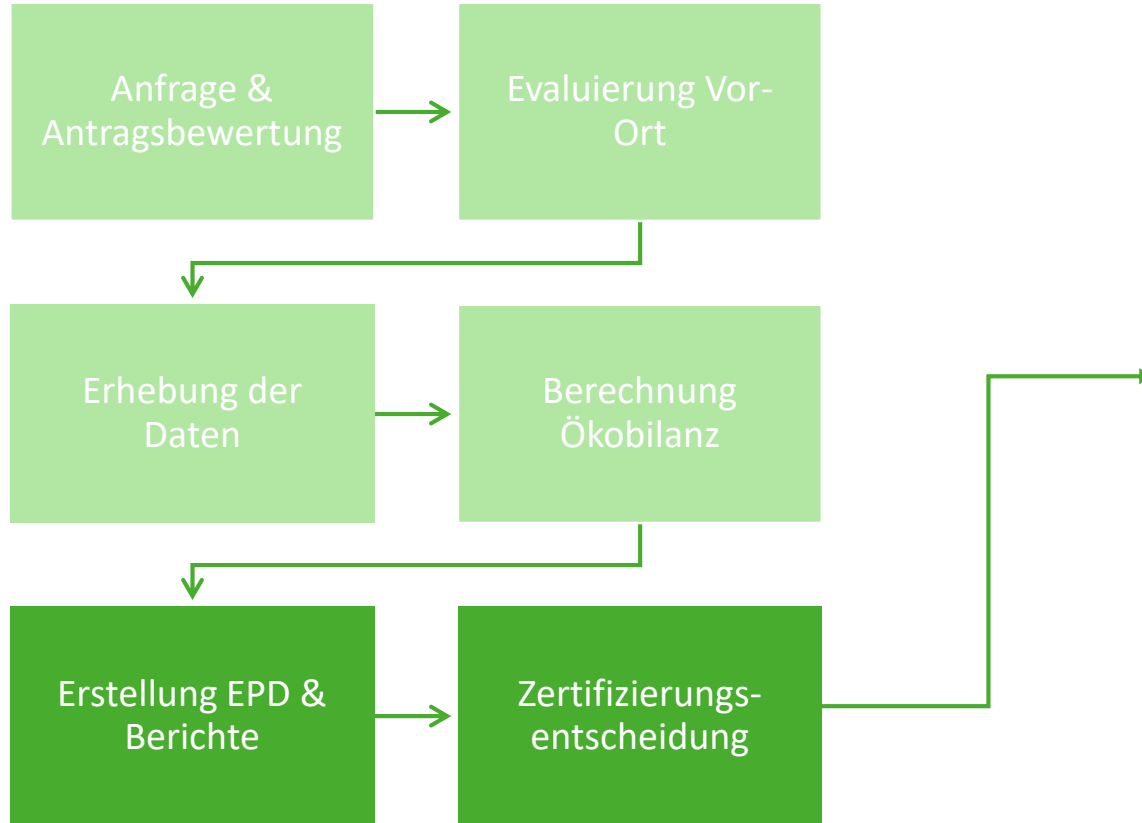 Anfrage &
Antragsbewertung
Evaluierung Vor-
Ort
Erhebung der
Daten
Berechnung
Ökobilanz
Erstellung EPD &
Berichte
Zertifizierungs-
entscheidung